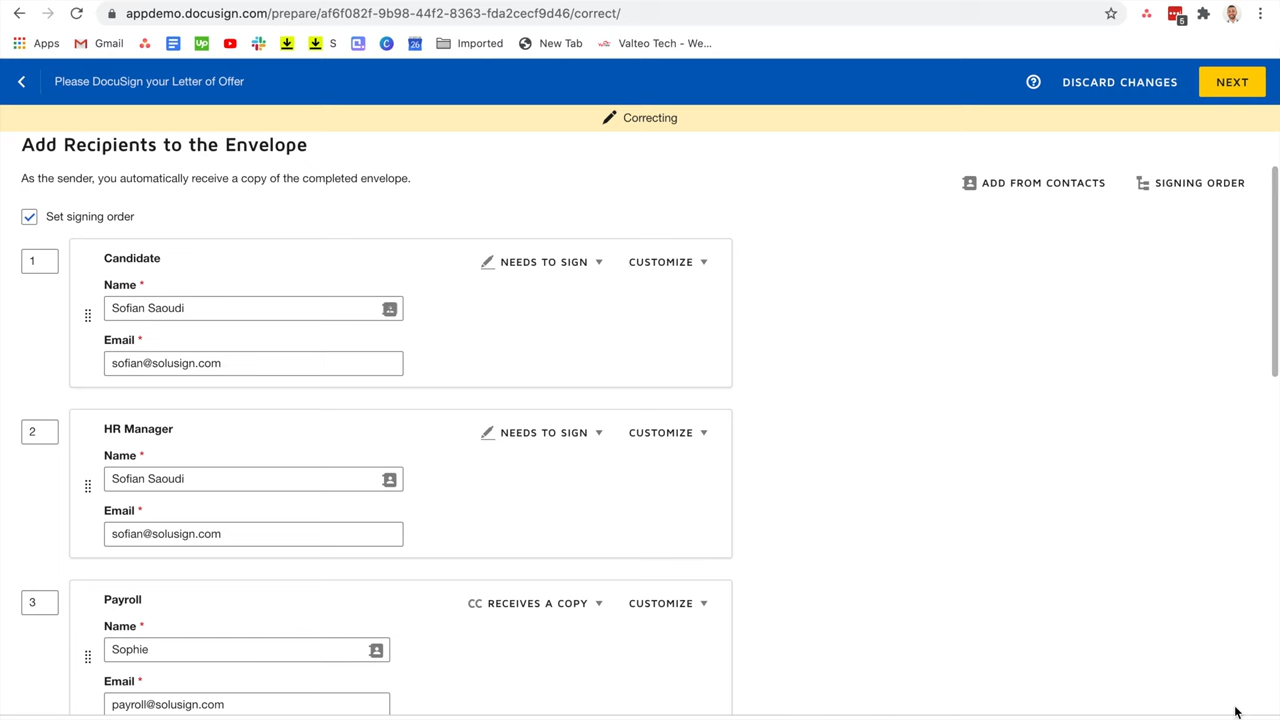 appdemo.docusign.com/prepare/af6f082f-9b98-44f2-8363-fda2cecf9d46/correct/
5
Apps Gmail Up S C 26 Imported New Tab Valteo Tech - We...
Please DocuSign your Letter of Offer
? DISCARD CHANGES NEXT
Correcting
Add Recipients to the Envelope
As the sender, you automatically receive a copy of the completed envelope.
ADD FROM CONTACTS SIGNING ORDER
Set signing order
1 Candidate NEEDS TO SIGN CUSTOMIZE
Name *
Sofian Saoudi
Email *
sofian@solusign.com
2 HR Manager NEEDS TO SIGN CUSTOMIZE
Name *
Sofian Saoudi
Email *
sofian@solusign.com
3 Payroll CC RECEIVES A COPY CUSTOMIZE
Name *
Sophie
Email *
payroll@solusign.com